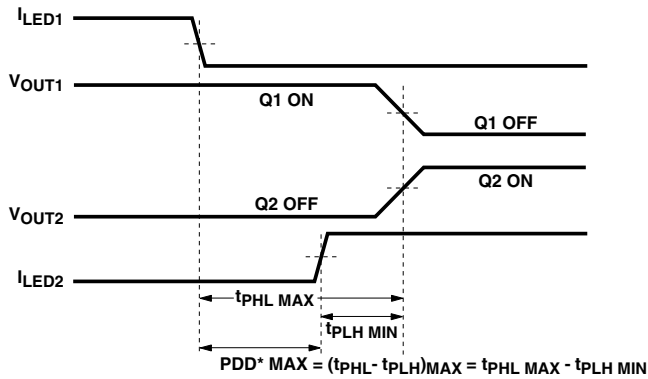 ILED1
VOUT1
Q1 ON
Q1 OFF
Q2 ON
Q2 OFF
VOUT2
ILED2
tPHL MAX
tPLH MIN
PDD* MAX = (tPHL- tPLH)MAX = tPHL MAX - tPLH MIN